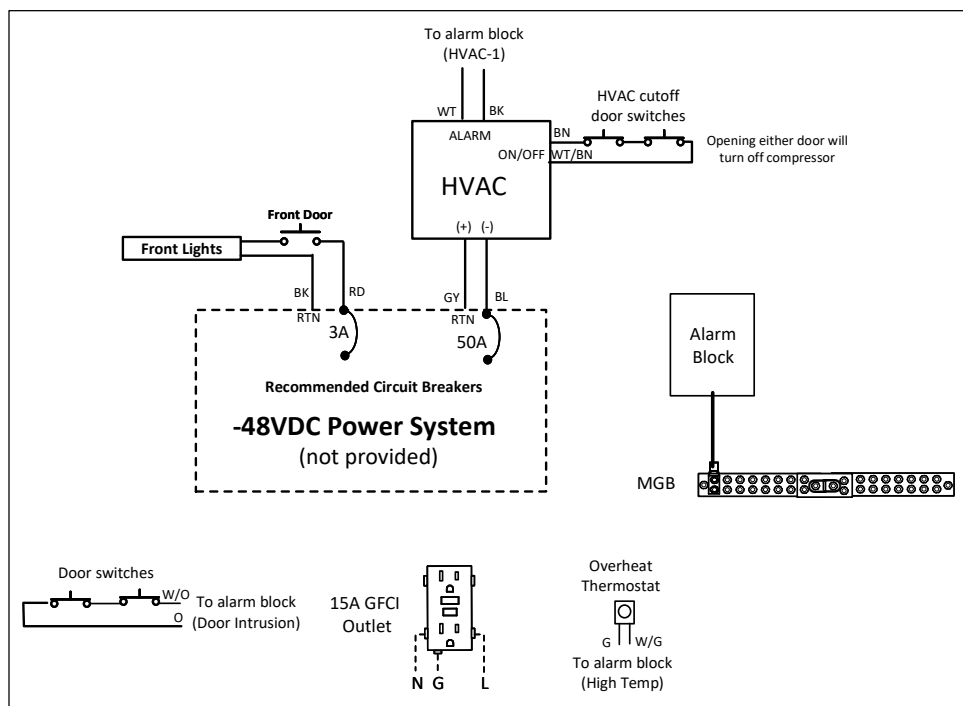 To alarm block
(HVAC-1)
WT
BK
HVAC cutoff
door switches
ALARM
BN
ON/OFF
WT/BN
Opening either door will
turn off compressor
HVAC
(+)
(-)
Front Door
Front Lights
BK
RD
GY
BL
RTN
3A
RTN
50A
Alarm
Block
Recommended Circuit Breakers
-48VDC Power System
(not provided)
MGB
Door switches
W/O
O
To alarm block
(Door Intrusion)
15A GFCI
Outlet
N
G
L
Overheat
Thermostat
G
W/G
To alarm block
(High Temp)